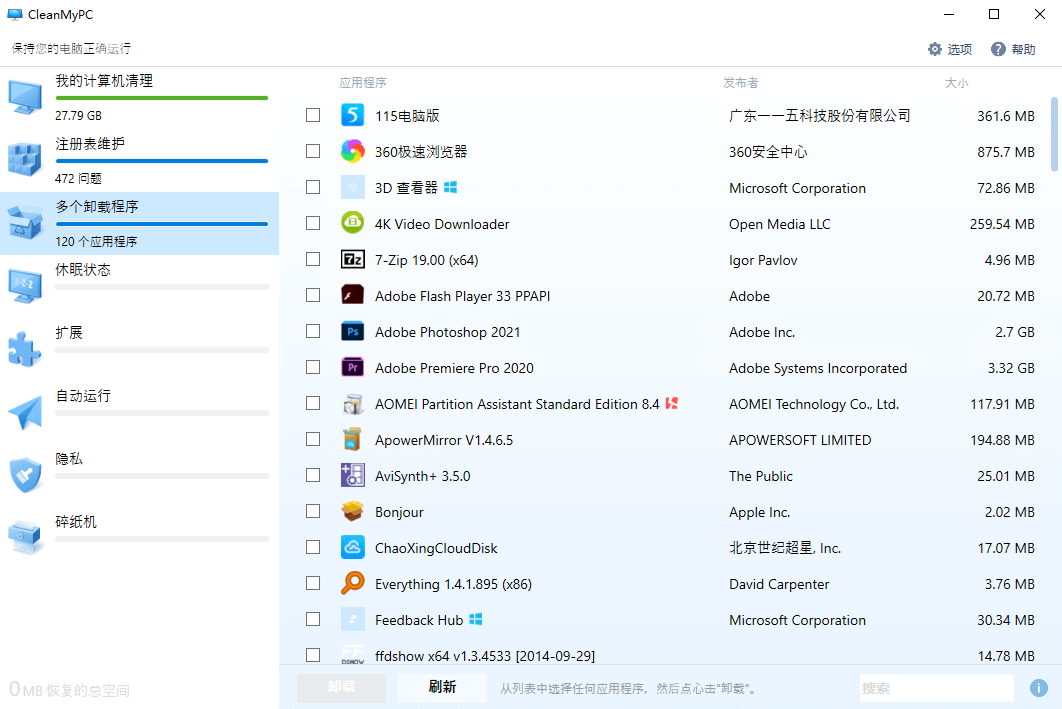 CleanMyPC
保持您的电脑正确运行
选项
帮助
我的计算机清理
27.79 GB
注册表维护
472 问题
多个卸载程序
120 个应用程序
休眠状态
扩展
自动运行
隐私
碎纸机
0MB 恢复的总空间
应用程序 发布者 大小
115电脑版 广东一一五科技股份有限公司 361.6 MB
360极速浏览器 360安全中心 875.7 MB
3D 查看器 Microsoft Corporation 72.86 MB
4K Video Downloader Open Media LLC 259.54 MB
7-Zip 19.00 (x64) Igor Pavlov 4.96 MB
Adobe Flash Player 33 PPAPI Adobe 20.72 MB
Adobe Photoshop 2021 Adobe Inc. 2.7 GB
Adobe Premiere Pro 2020 Adobe Systems Incorporated 3.32 GB
AOMEI Partition Assistant Standard Edition 8.4 AOMEI Technology Co., Ltd. 117.91 MB
ApowerMirror V1.4.6.5 APOWERSOFT LIMITED 194.88 MB
AviSynth+ 3.5.0 The Public 25.01 MB
Bonjour Apple Inc. 2.02 MB
ChaoXingCloudDisk 北京世纪超星, Inc. 17.07 MB
Everything 1.4.1.895 (x86) David Carpenter 3.76 MB
Feedback Hub Microsoft Corporation 30.34 MB
ffdshow x64 v1.3.4533 [2014-09-29] 14.78 MB
卸载 刷新 从列表中选择任何应用程序，然后点心击"卸载"。 搜索